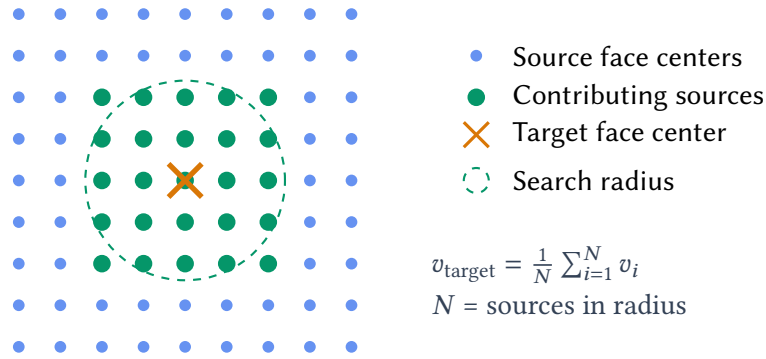 Source face centers
Contributing sources
Target face center
Search radius
v_target = 1/N ∑_{i=1}^{N} v_i
N = sources in radius